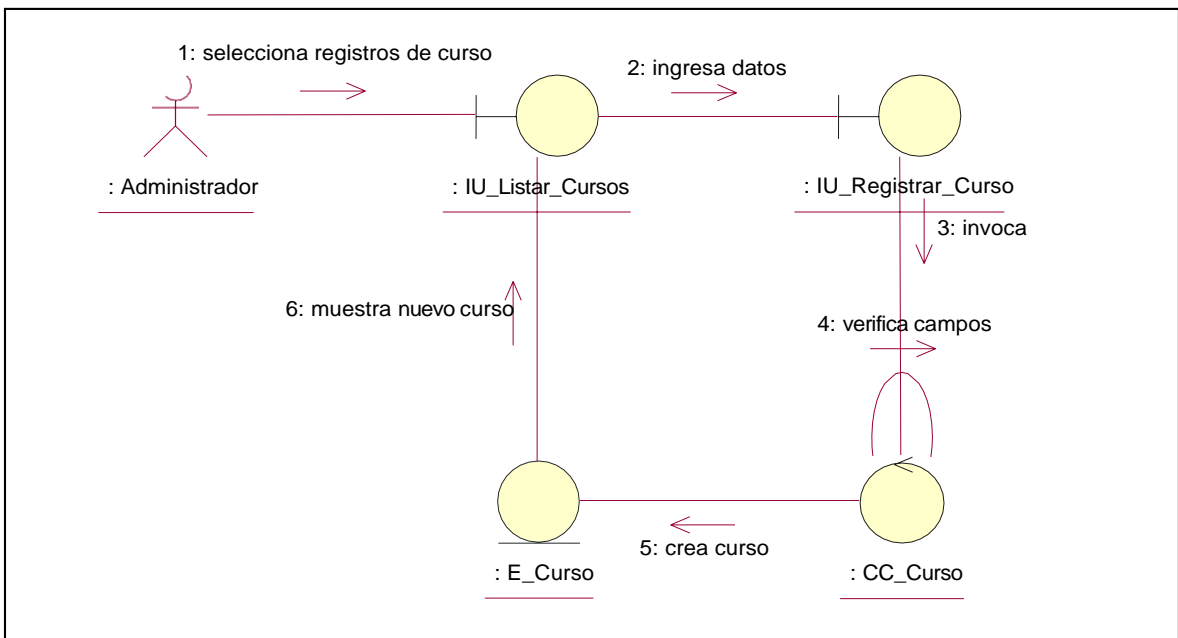 1: selecciona registros de curso
2: ingresa datos
: Administrador
: IU_Listar_Cursos
: IU_Registrar_Curso
3: invoca
6: muestra nuevo curso
4: verifica campos
5: crea curso
: E_Curso
: CC_Curso